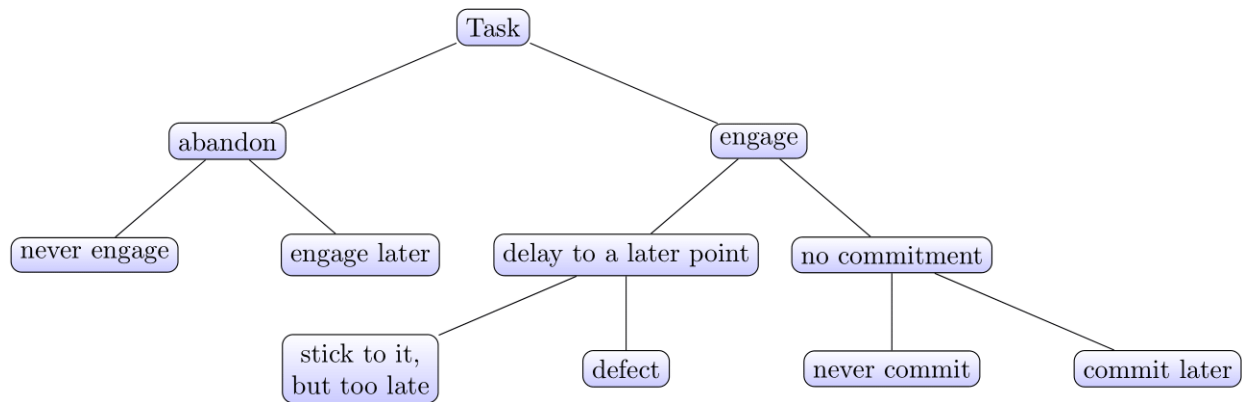 Task
abandon
engage
never engage
engage later
delay to a later point
no commitment
stick to it,
but too late
defect
never commit
commit later